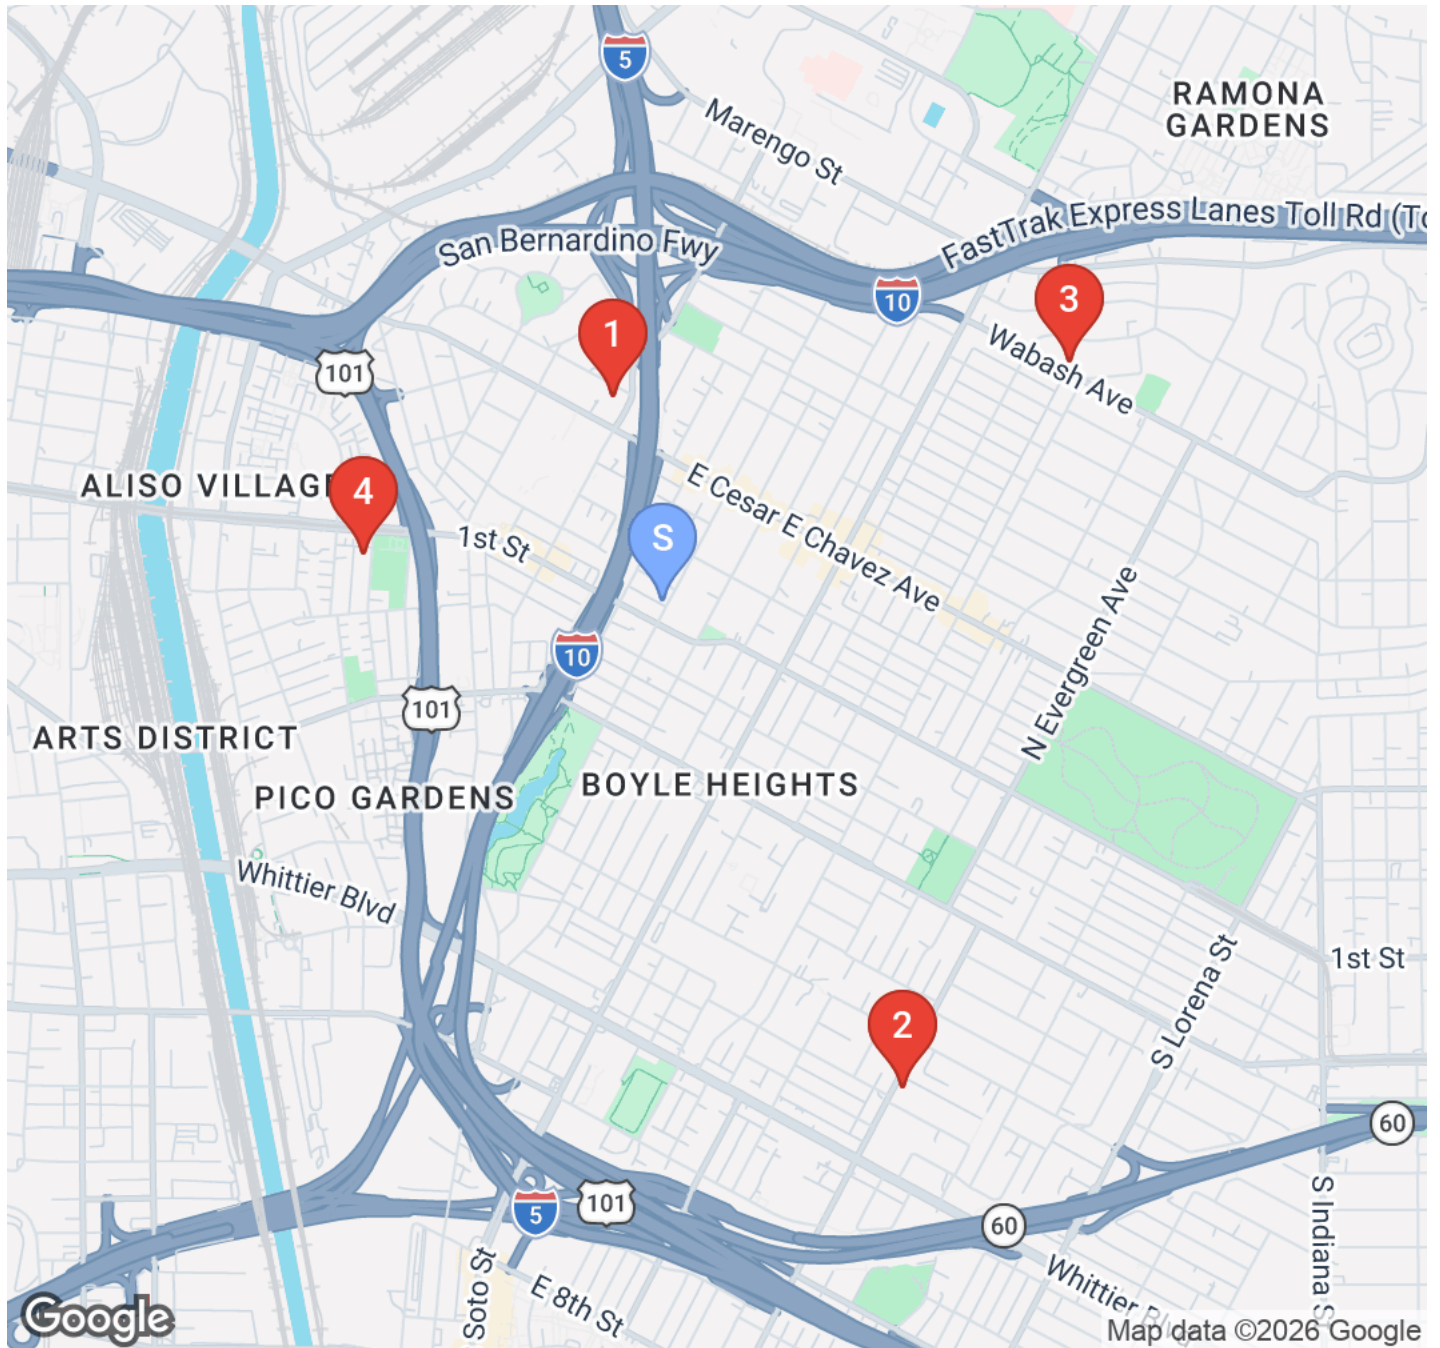 5
Marengo St
RAMONA
GARDENS
San Bernardino Fwy
FastTrak Express Lanes Toll Rd (To
10
3
1
Wabash Ave
101
ALISO VILLAGE
4
E Cesar E Chavez Ave
1st St
S
N Evergreen Ave
10
101
ARTS DISTRICT
PICO GARDENS
BOYLE HEIGHTS
Whittier Blvd
1st St
S Lorena St
2
60
101
5
60
S Indiana S
Soto St
E 8th St
Whittier Blvd
Google
Map data ©2026 Google